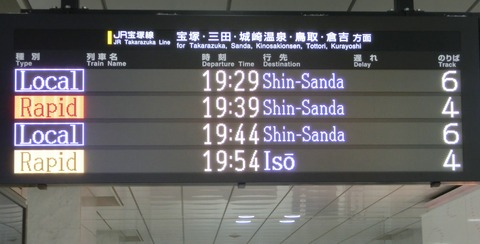 JR宝塚線 宝塚・三田・城崎温泉・鳥取・倉吉 方面
JR Takarazuka Line for Takarazuka, Sanda, Kinosakionsen, Tottori, Kurayoshi
種別 列車名 時刻 行先 遅れ のりば
Type Train Name Departure Time Destination Delay Track
Local 19:29 Shin-Sanda 6
Rapid 19:39 Shin-Sanda 4
Local 19:44 Shin-Sanda 6
Rapid 19:54 Isō 4